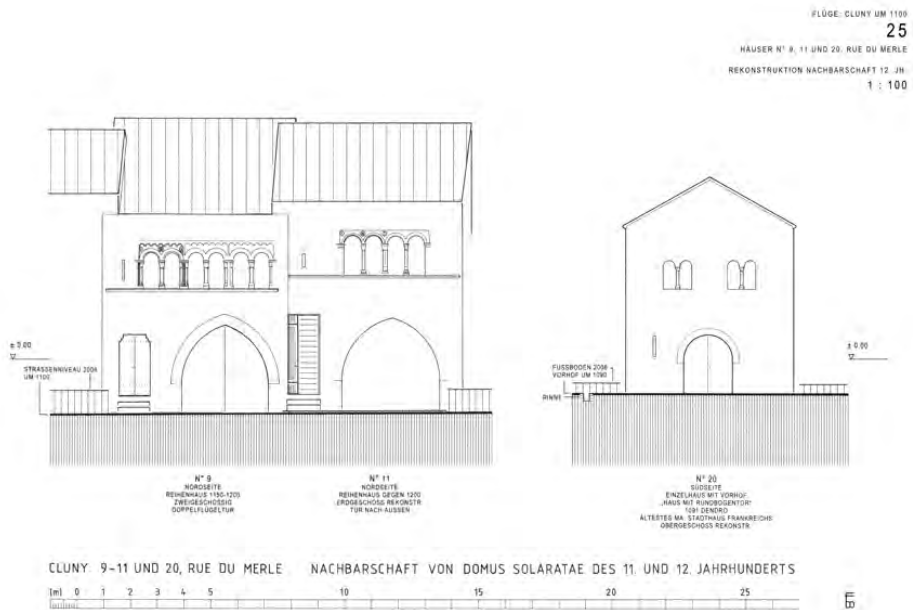 FLÜGE: CLUNY UM 1100
25
HÄUSER N° 9, 11 UND 20, RUE DU MERLE
REKONSTRUKTION NACHBARSCHAFT 12. JH.
1 : 100
± 0.00
STRASSENNIVEAU 2006
UM 1100
FUSSBODEN 2006
VORHOF UM 1090
RINNE
± 0.00
N° 9
NORDSEITE
REIHENHAUS 1150-1205
ZWEIGESCHOSSIG
DOPPELFLÜGELTÜR
N° 11
NORDSEITE
REIHENHAUS GEGEN 1200
ERDGESCHOSS REKONSTR.
TÜR NACH AUSSEN
N° 20
SÜDSEITE
EINZELHAUS MIT VORHOF
„HAUS MIT RUNDBOGENTOR"
1091 DENDRO
ÄLTESTES MA. STADTHAUS FRANKREICHS
OBERGESCHOSS REKONSTR.
CLUNY. 9-11 UND 20, RUE DU MERLE NACHBARSCHAFT VON DOMUS SOLARATAE DES 11. UND 12. JAHRHUNDERTS
[m] 0 1 2 3 4 5 10 15 20 25